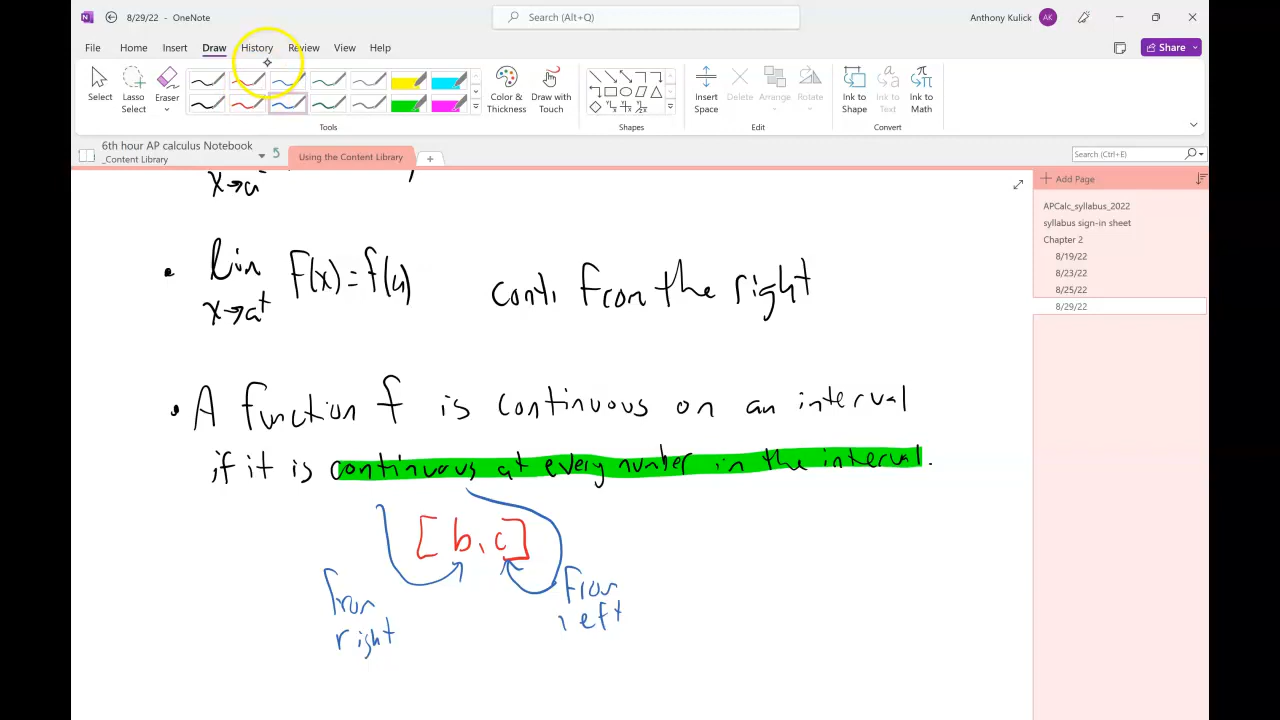 8/29/22 - OneNote
Search (Alt+Q)
Anthony Kulick
AK
File Home Insert Draw History Review View Help
Share
Select
Lasso Select
Eraser
Color & Thickness
Draw with Touch
Insert Space
Delete
Arrange
Rotate
Ink to Shape
Ink to Text
Ink to Math
Tools
Shapes
Edit
Convert
6th hour AP calculus Notebook
_Content Library
Using the Content Library
+
Search (Ctrl+E)
Add Page
APCalc_syllabus_2022
syllabus sign-in sheet
Chapter 2
8/19/22
8/23/22
8/25/22
8/29/22
x→a⁻
• lim F(x)=f(a) conti. from the right
x→a⁺
• A function f is continuous on an interval
if it is continuous at every number in the interval.
[b,c]
from
right
From
left